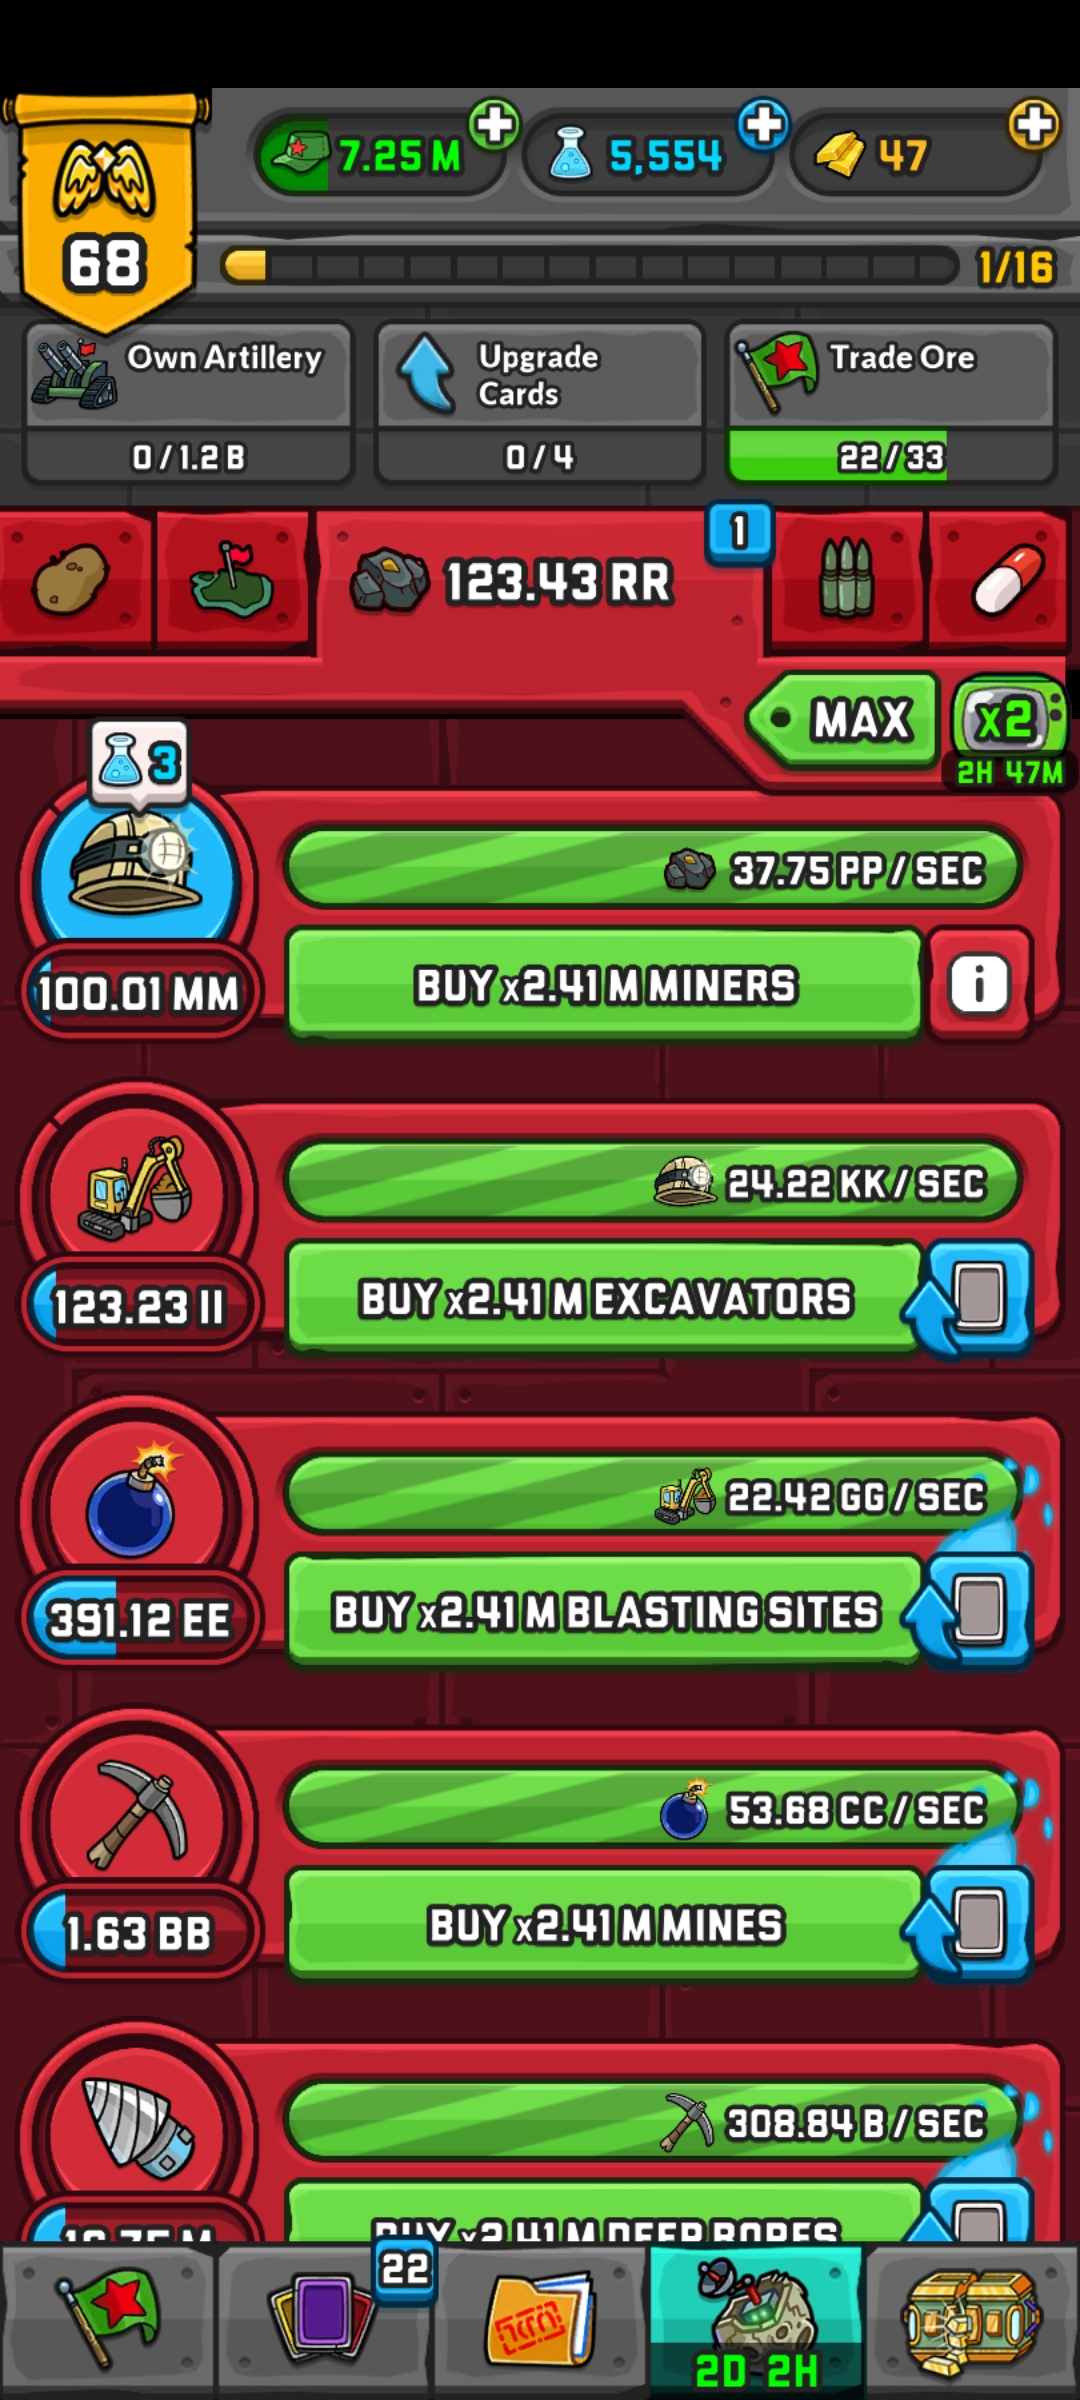 7.25 M
5,554
47
68
1/16
Own Artillery
0 / 1.2 B
Upgrade
Cards
0 / 4
Trade Ore
22 / 33
123.43 RR
1
MAX
x2
2H 47M
3
37.75 PP / SEC
100.01 MM
BUY x2.41 M MINERS
i
24.22 KK / SEC
123.23 II
BUY x2.41 M EXCAVATORS
22.42 GG / SEC
391.12 EE
BUY x2.41 M BLASTING SITES
53.68 CC / SEC
1.63 BB
BUY x2.41 M MINES
308.84 B / SEC
BUY x2.41 M DEEP BORES
22
2D 2H